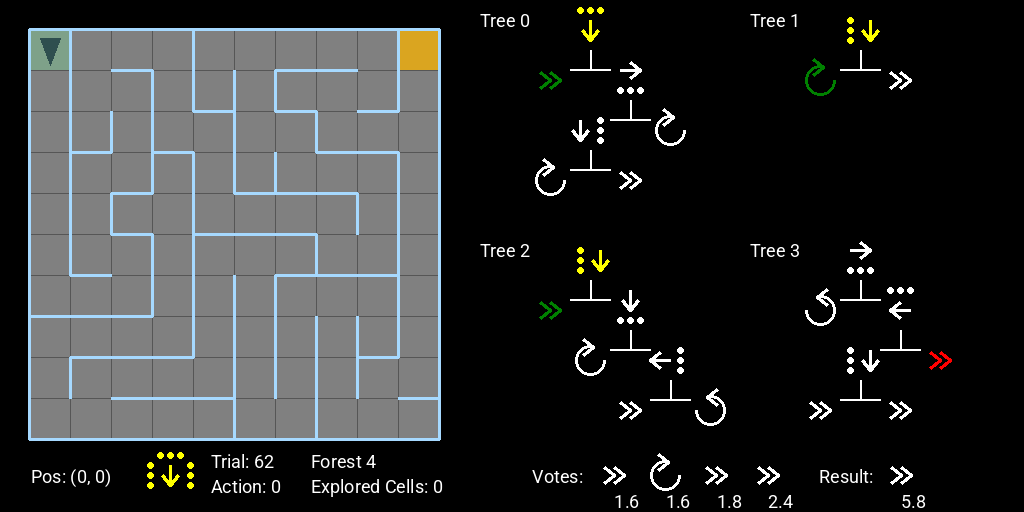 Tree 0
Tree 1
Tree 2
Tree 3
Pos: (0, 0)
Trial: 62
Forest 4
Action: 0
Explored Cells: 0
Votes:
Result:
1.6
1.6
1.8
2.4
5.8